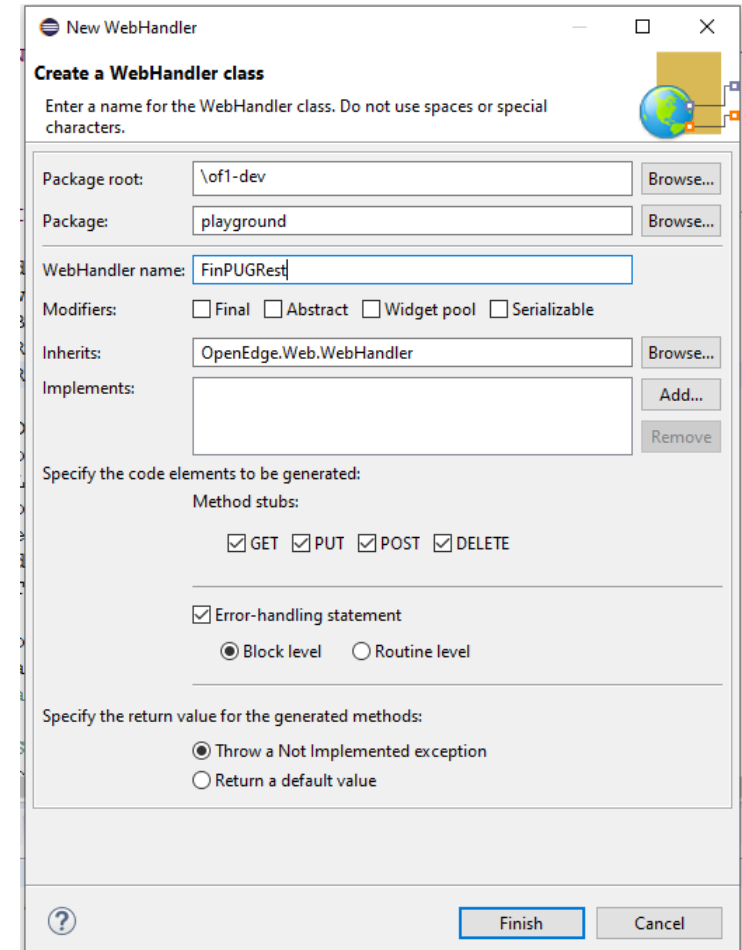 New WebHandler
Create a WebHandler class
Enter a name for the WebHandler class. Do not use spaces or special
characters.
Package root: \of1-dev Browse...
Package: playground Browse...
WebHandler name: FinPUGRest
Modifiers: Final Abstract Widget pool Serializable
Inherits: OpenEdge.Web.WebHandler Browse...
Implements: Add...
Remove
Specify the code elements to be generated:
Method stubs:
GET PUT POST DELETE
Error-handling statement
Block level Routine level
Specify the return value for the generated methods:
Throw a Not Implemented exception
Return a default value
? Finish Cancel